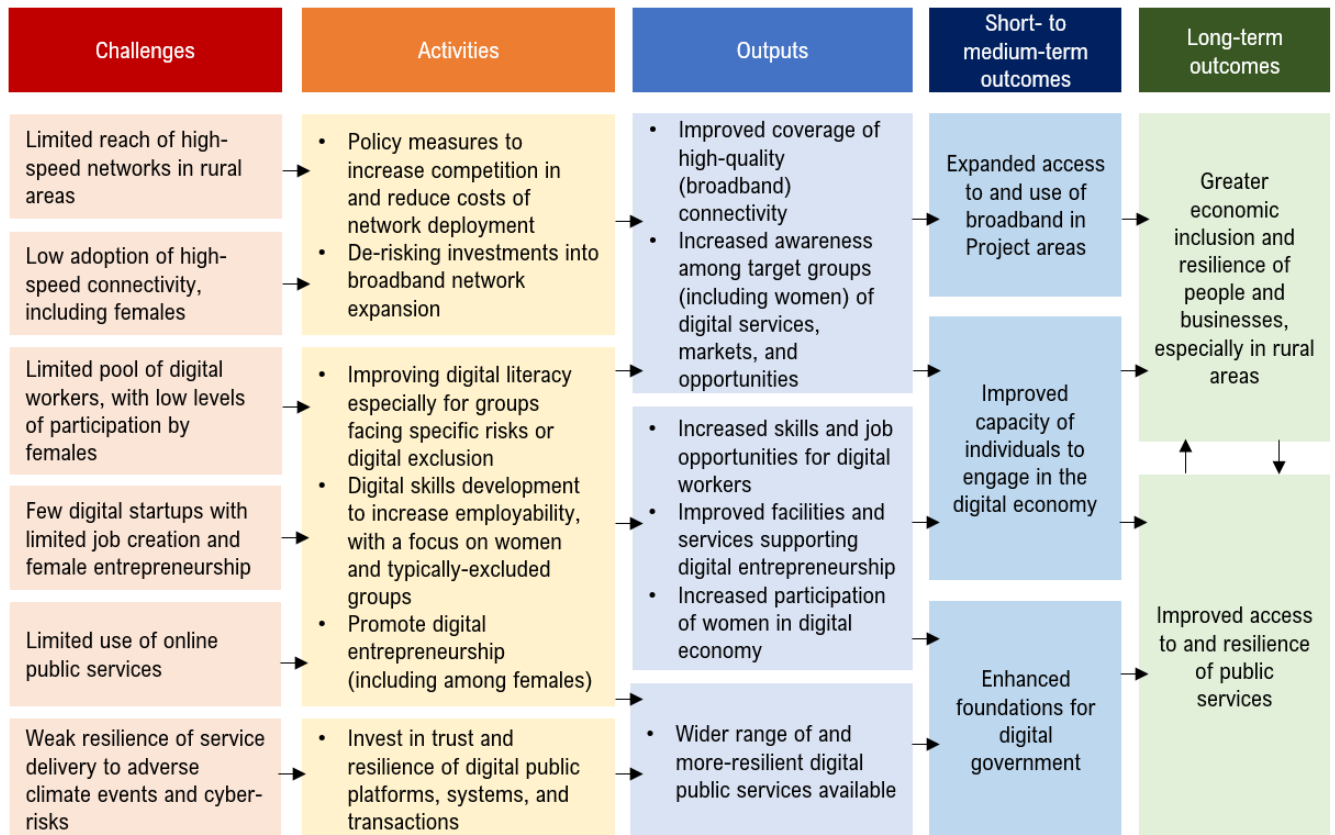 Challenges
Activities
Outputs
Short- to
medium-term
outcomes
Long-term
outcomes
Limited reach of high-
speed networks in rural
areas
Low adoption of high-
speed connectivity,
including females
Limited pool of digital
workers, with low levels
of participation by
females
Few digital startups with
limited job creation and
female entrepreneurship
Limited use of online
public services
Weak resilience of service
delivery to adverse
climate events and cyber-
risks
• Policy measures to
increase competition in
and reduce costs of
network deployment
• De-risking investments into
broadband network
expansion
• Improving digital literacy
especially for groups
facing specific risks or
digital exclusion
• Digital skills development
to increase employability,
with a focus on women
and typically-excluded
groups
• Promote digital
entrepreneurship
(including among females)
• Invest in trust and
resilience of digital public
platforms, systems, and
transactions
• Improved coverage of
high-quality
(broadband)
connectivity
• Increased awareness
among target groups
(including women) of
digital services,
markets, and
opportunities
• Increased skills and job
opportunities for digital
workers
• Improved facilities and
services supporting
digital entrepreneurship
• Increased participation
of women in digital
economy
• Wider range of and
more-resilient digital
public services available
Expanded access
to and use of
broadband in
Project areas
Improved
capacity of
individuals to
engage in the
digital economy
Enhanced
foundations for
digital
government
Greater
economic
inclusion and
resilience of
people and
businesses,
especially in rural
areas
Improved access
to and resilience
of public
services